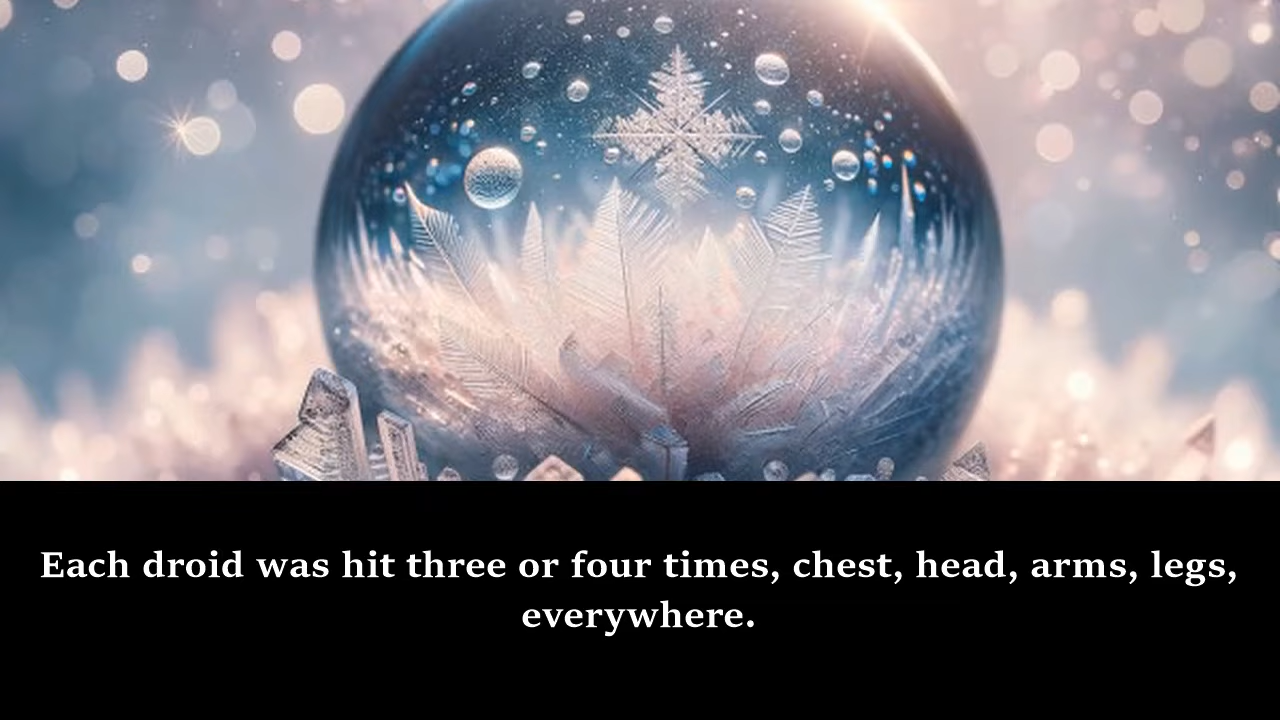 Each droid was hit three or four times, chest, head, arms, legs,
everywhere.